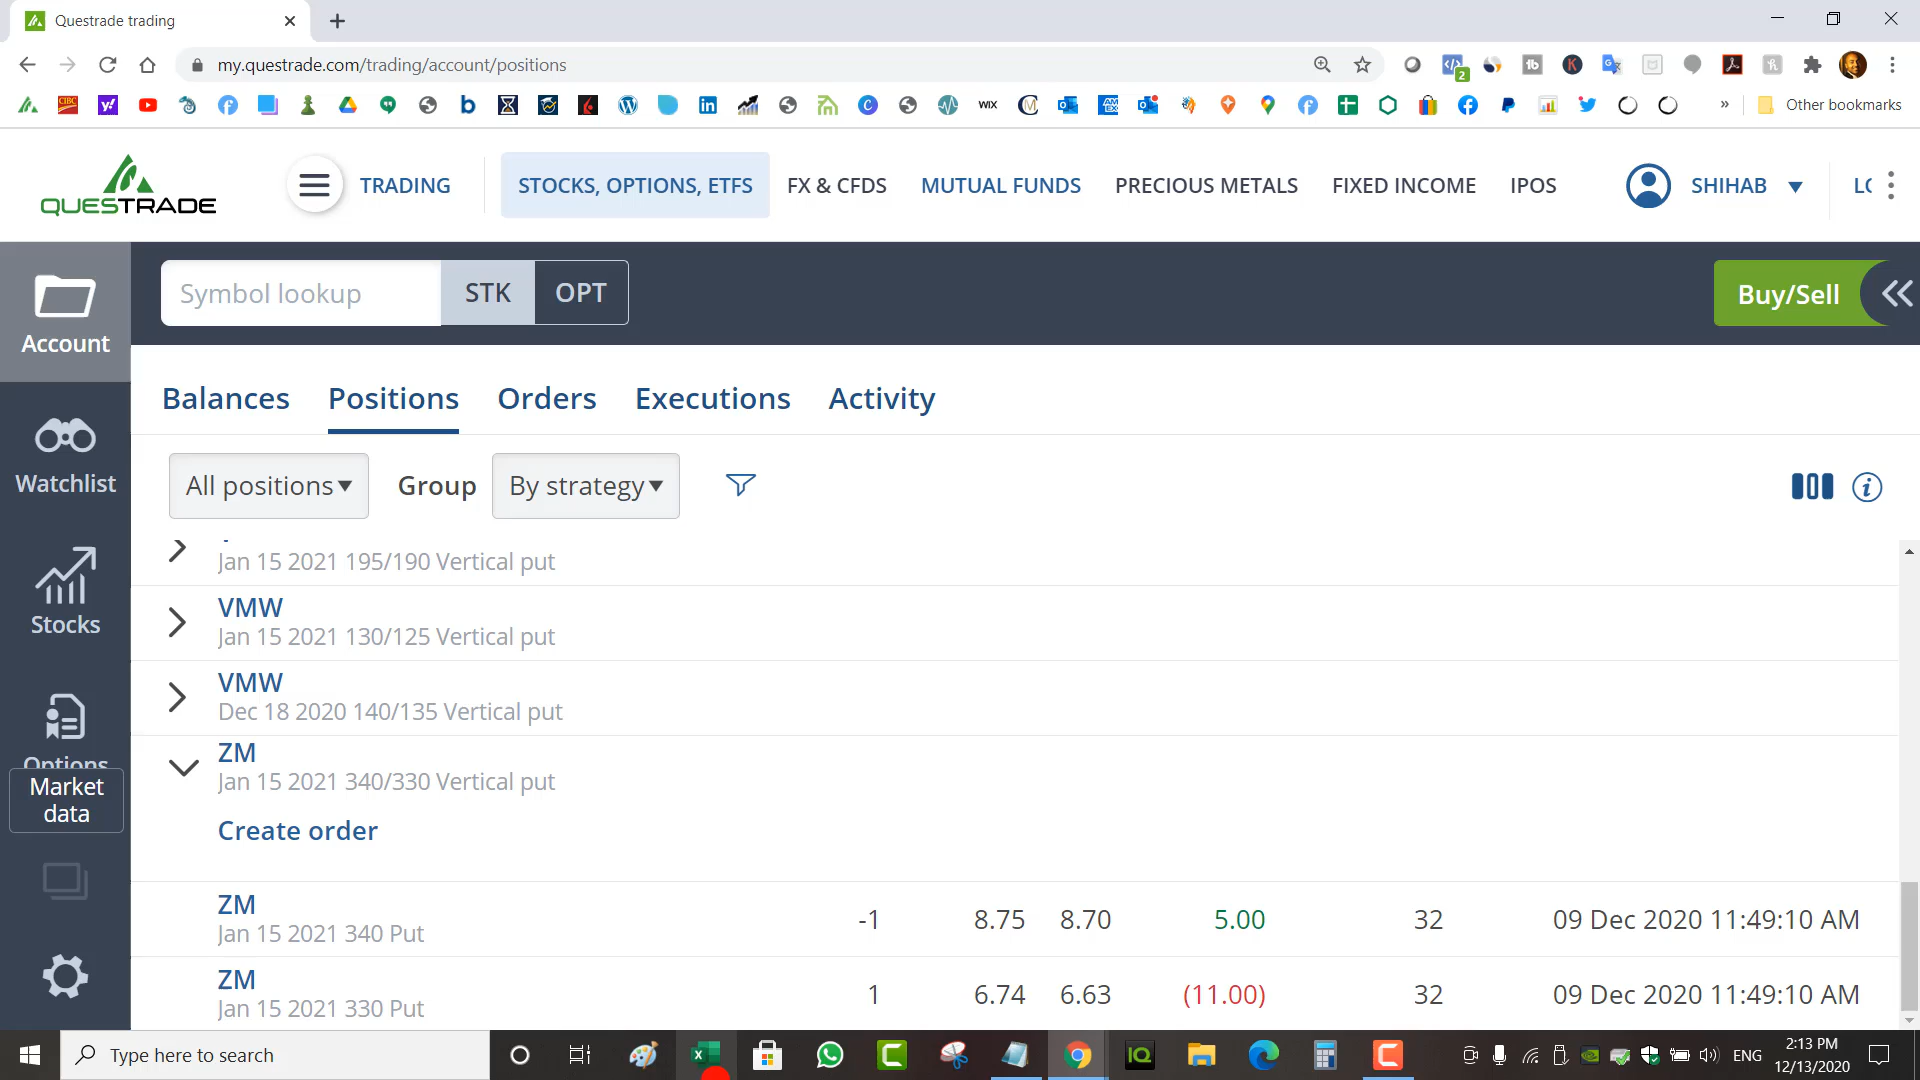 Questrade trading
my.questrade.com/trading/account/positions
Other bookmarks
QUESTRADE
TRADING
STOCKS, OPTIONS, ETFS
FX & CFDS
MUTUAL FUNDS
PRECIOUS METALS
FIXED INCOME
IPOS
SHIHAB
Symbol lookup
STK
OPT
Buy/Sell
Account
Watchlist
Stocks
Options
Market
data
Balances
Positions
Orders
Executions
Activity
All positions
Group
By strategy
Jan 15 2021 195/190 Vertical put
VMW
Jan 15 2021 130/125 Vertical put
VMW
Dec 18 2020 140/135 Vertical put
ZM
Jan 15 2021 340/330 Vertical put
Create order
ZM
Jan 15 2021 340 Put
-1 8.75 8.70 5.00 32 09 Dec 2020 11:49:10 AM
ZM
Jan 15 2021 330 Put
1 6.74 6.63 (11.00) 32 09 Dec 2020 11:49:10 AM
Type here to search
ENG
2:13 PM
12/13/2020